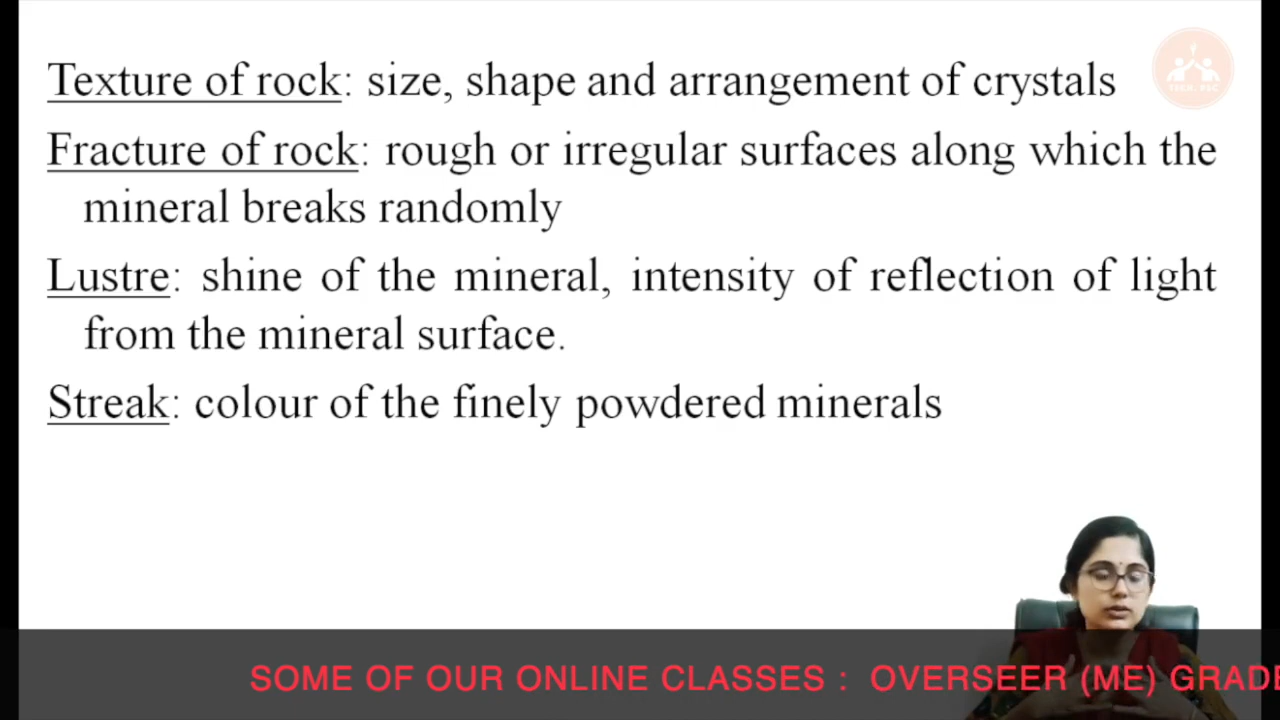 Texture of rock: size, shape and arrangement of crystals
Fracture of rock: rough or irregular surfaces along which the
mineral breaks randomly
Lustre: shine of the mineral, intensity of reflection of light
from the mineral surface.
Streak: colour of the finely powdered minerals
SOME OF OUR ONLINE CLASSES : OVERSEER (ME) GRADE